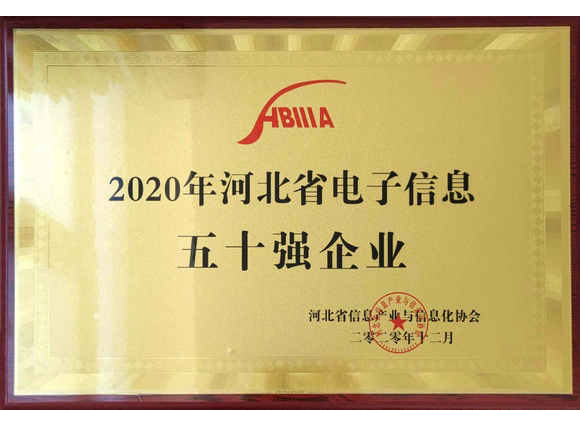 HBIIIA
2020年河北省电子信息
五十强企业
河北省信息产业与信息化协会
二零二零年十二月